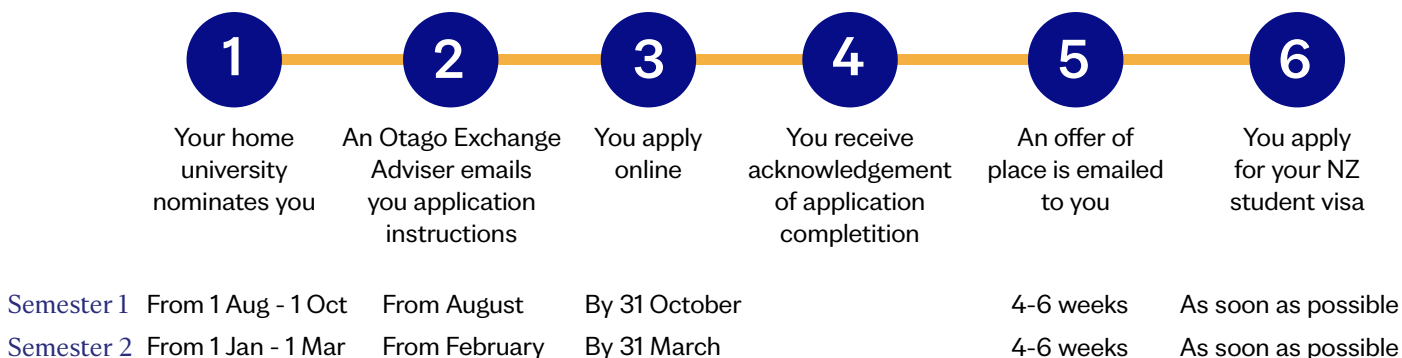 1 2 3 4 5 6
Your home
university
nominates you
An Otago Exchange
Adviser emails
you application
instructions
You apply
online
You receive
acknowledgement
of application
completition
An offer of
place is emailed
to you
You apply
for your NZ
student visa
Semester 1 From 1 Aug - 1 Oct From August By 31 October 4-6 weeks As soon as possible
Semester 2 From 1 Jan - 1 Mar From February By 31 March 4-6 weeks As soon as possible